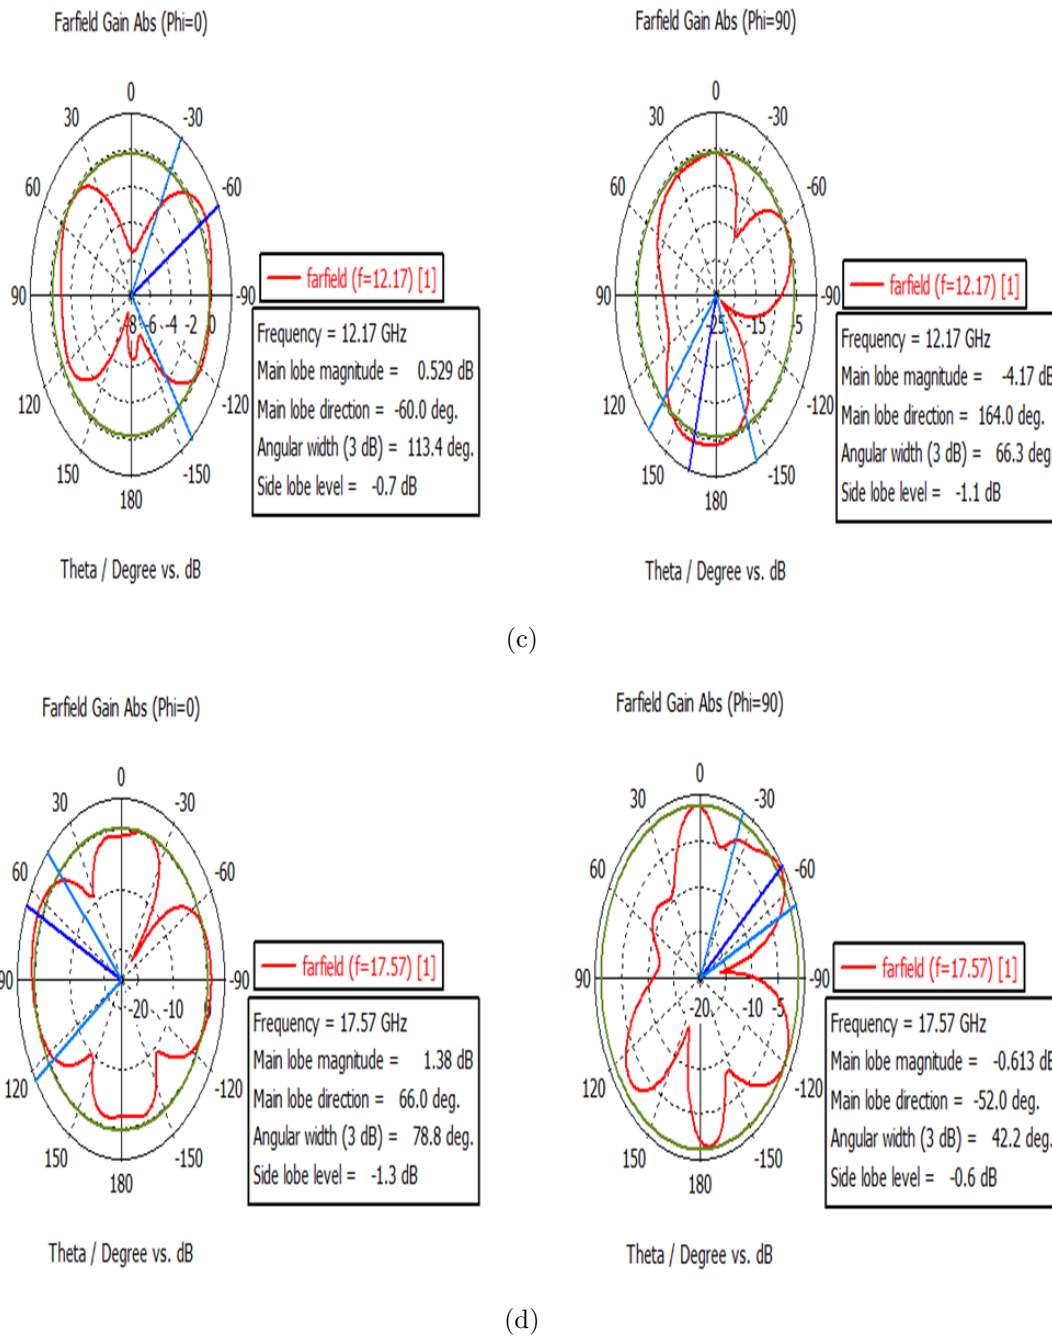 Farfield Gain Abs (Phi=0)
0
30
-30
60
-60
90
-90
-8 -6 -4 -2 0
120
-120
150
-150
180
Theta / Degree vs. dB
farfield (f=12.17) [1]
Frequency = 12.17 GHz
Main lobe magnitude = 0.529 dB
Main lobe direction = -60.0 deg.
Angular width (3 dB) = 113.4 deg.
Side lobe level = -0.7 dB
Farfield Gain Abs (Phi=90)
0
30
-30
60
-60
90
-90
-25 -15 -5
120
-120
150
-150
180
Theta / Degree vs. dB
farfield (f=12.17) [1]
Frequency = 12.17 GHz
Main lobe magnitude = -4.17 dB
Main lobe direction = 164.0 deg.
Angular width (3 dB) = 66.3 deg.
Side lobe level = -1.1 dB
(c)
Farfield Gain Abs (Phi=0)
0
30
-30
60
-60
90
-90
-20 -10
120
-120
150
-150
180
Theta / Degree vs. dB
farfield (f=17.57) [1]
Frequency = 17.57 GHz
Main lobe magnitude = 1.38 dB
Main lobe direction = 66.0 deg.
Angular width (3 dB) = 78.8 deg.
Side lobe level = -1.3 dB
Farfield Gain Abs (Phi=90)
0
30
-30
60
-60
90
-90
-20 -10 -5
120
-120
150
-150
180
Theta / Degree vs. dB
farfield (f=17.57) [1]
Frequency = 17.57 GHz
Main lobe magnitude = -0.613 dB
Main lobe direction = -52.0 deg.
Angular width (3 dB) = 42.2 deg.
Side lobe level = -0.6 dB
(d)